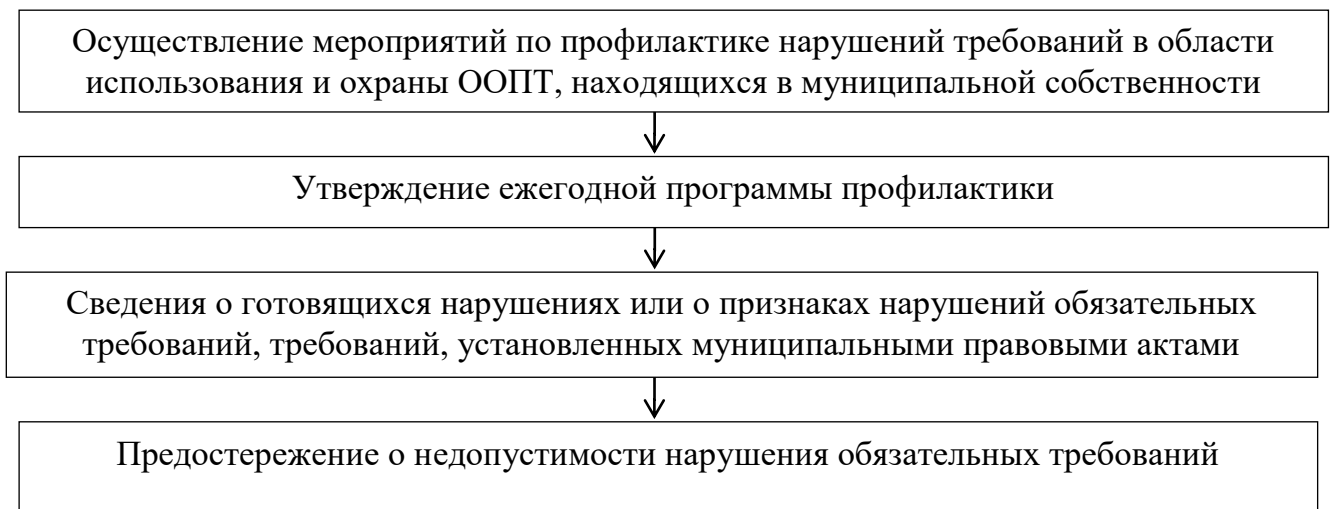 Осуществление мероприятий по профилактике нарушений требований в области
использования и охраны ООПТ, находящихся в муниципальной собственности
Утверждение ежегодной программы профилактики
Сведения о готовящихся нарушениях или о признаках нарушений обязательных
требований, требований, установленных муниципальными правовыми актами
Предостережение о недопустимости нарушения обязательных требований